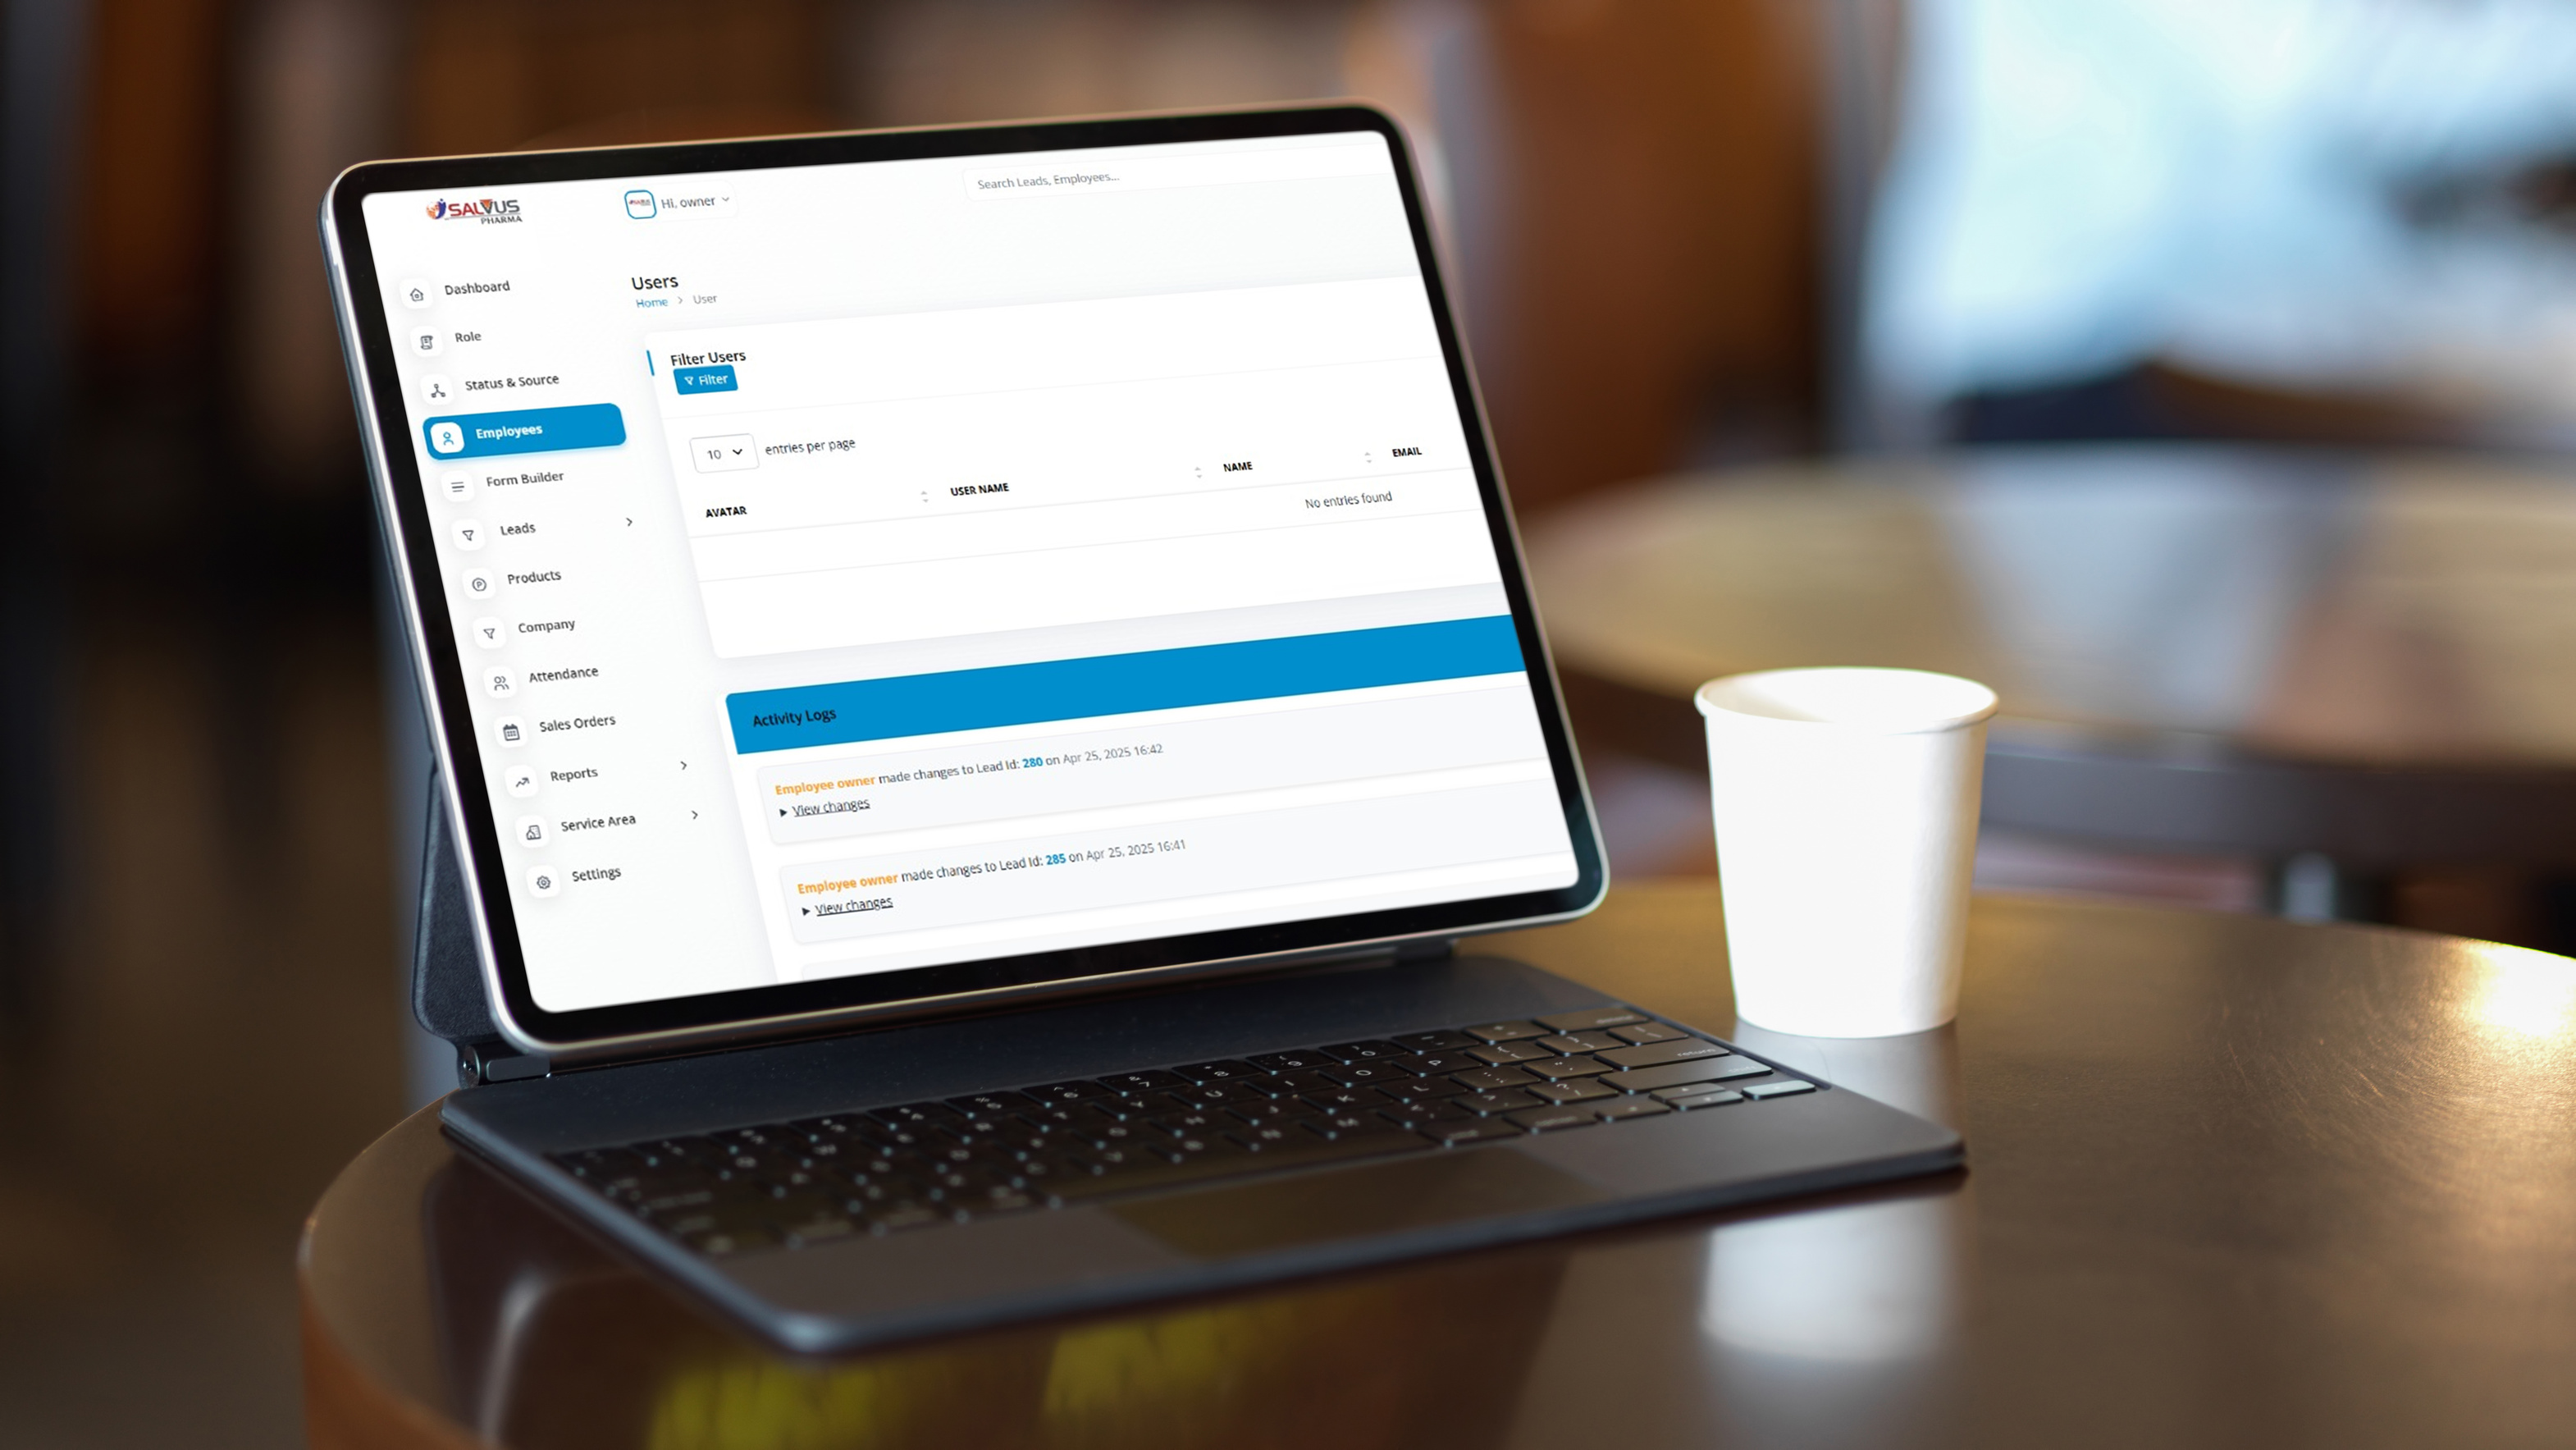 SALVUS
PHARMA
Hi, owner
Search Leads, Employees...
Dashboard
Role
Status & Source
Employees
Form Builder
Leads
Products
Company
Attendance
Sales Orders
Reports
Service Area
Settings
Users
Home > User
Filter Users
Filter
10 entries per page
AVATAR USER NAME NAME EMAIL
No entries found
Activity Logs
Employee owner made changes to Lead Id: 280 on Apr 25, 2025 16:42
View changes
Employee owner made changes to Lead Id: 285 on Apr 25, 2025 16:41
View changes
return